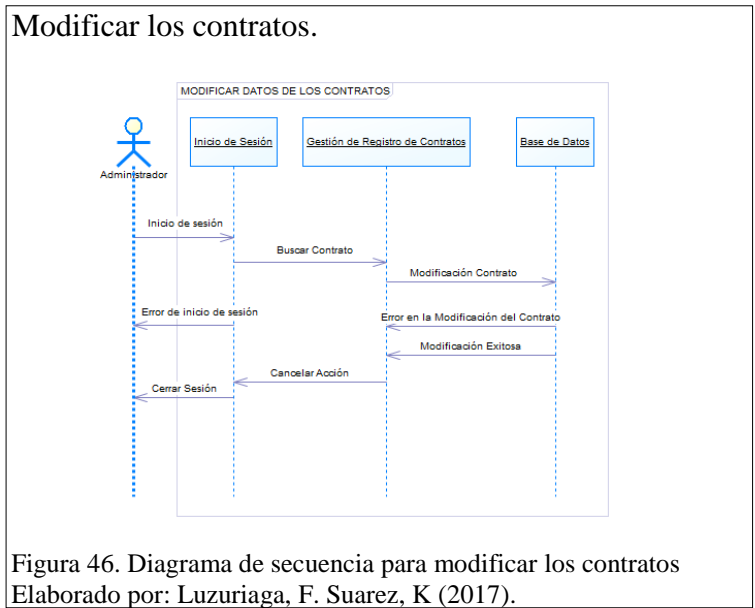 Modificar los contratos.
MODIFICAR DATOS DE LOS CONTRATOS
Inicio de Sesión
Gestión de Registro de Contratos
Base de Datos
Administrador
Inicio de sesión
Buscar Contrato
Modificación Contrato
Error de inicio de sesión
Error en la Modificación del Contrato
Modificación Exitosa
Cancelar Acción
Cerrar Sesión
Figura 46. Diagrama de secuencia para modificar los contratos
Elaborado por: Luzuriaga, F. Suarez, K (2017).